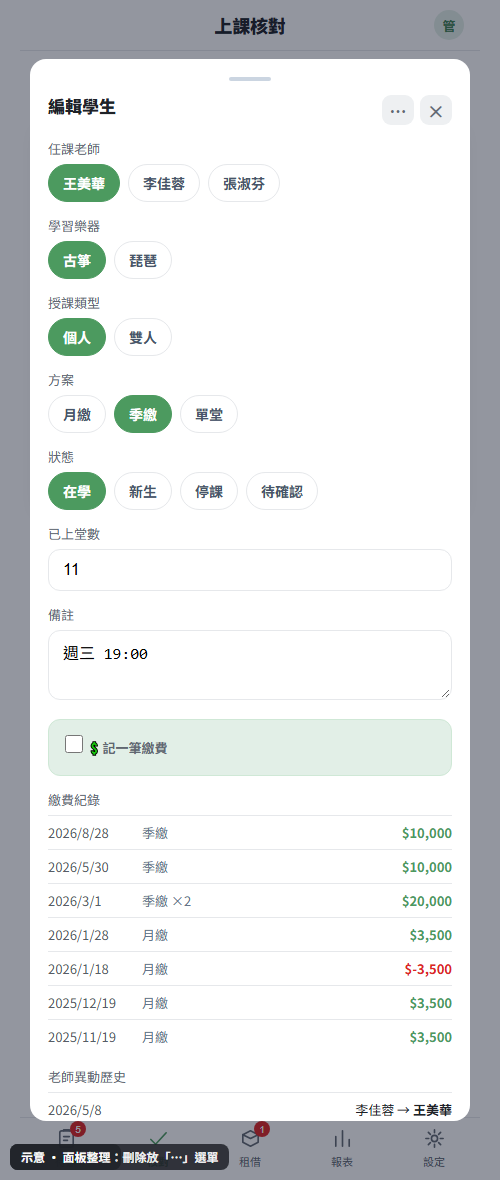 上課核對
管
編輯學生
⋯ ×
任課老師
王美華 李佳蓉 張淑芬
學習樂器
古箏 琵琶
授課類型
個人 雙人
方案
月繳 季繳 單堂
狀態
在學 新生 停課 待確認
已上堂數
11
備註
週三 19:00
💲記一筆繳費
繳費紀錄
2026/8/28 季繳 $10,000
2026/5/30 季繳 $10,000
2026/3/1 季繳 ×2 $20,000
2026/1/28 月繳 $3,500
2026/1/18 月繳 $-3,500
2025/12/19 月繳 $3,500
2025/11/19 月繳 $3,500
老師異動歷史
2026/5/8 李佳蓉 → 王美華
5 1
租借 報表 設定
示意・面板整理：刪除放「⋯」選單